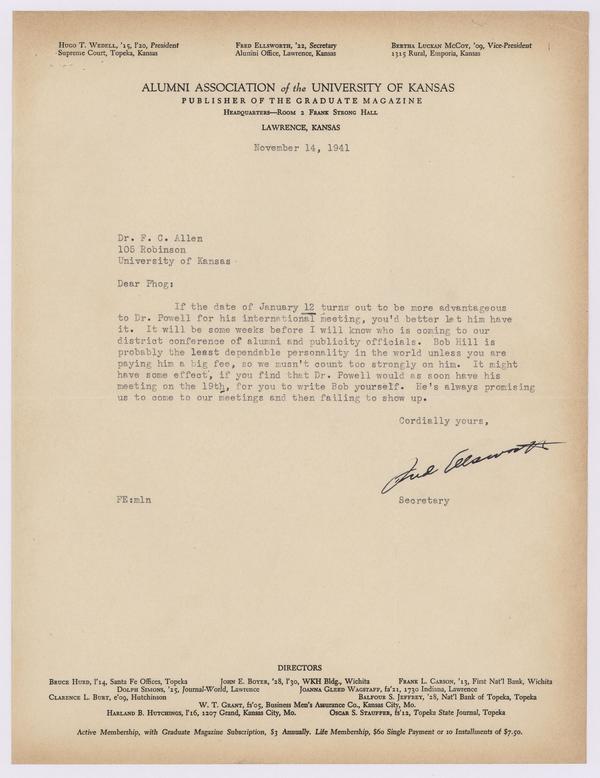 Hugo T. Wedell, '15, l'20, President
Fred Ellsworth, '22, Secretary
Bertha Luckan McCoy, '09, Vice-President
Supreme Court, Topeka, Kansas
Alumni Office, Lawrence, Kansas
1315 Rural, Emporia, Kansas
ALUMNI ASSOCIATION of the UNIVERSITY OF KANSAS
PUBLISHER OF THE GRADUATE MAGAZINE
Headquarters—Room 2 Frank Strong Hall
LAWRENCE, KANSAS
November 14, 1941
Dr. F. C. Allen
105 Robinson
University of Kansas
Dear Phog:
If the date of January 12 turns out to be more advantageous
to Dr. Powell for his international meeting, you'd better let him have
it. It will be some weeks before I will know who is coming to our
district conference of alumni and publicity officials. Bob Hill is
probably the least dependable personality in the world unless you are
paying him a big fee, so we musn't count too strongly on him. It might
have some effect, if you find that Dr. Powell would as soon have his
meeting on the 19th, for you to write Bob yourself. He's always promising
us to come to our meetings and then failing to show up.
Cordially yours,
Fred Ellsworth
FE:mln
Secretary
DIRECTORS
Bruce Hurd, l'14, Santa Fe Offices, Topeka
John E. Boyer, '28, l'30, WKH Bldg., Wichita
Frank L. Carson, '13, First Nat'l Bank, Wichita
Dolph Simons, '25, Journal-World, Lawrence
Joanna Gleed Wagstaff, fa'21, 1730 Indiana, Lawrence
Clarence L. Burt, e'09, Hutchinson
Balfour S. Jeffrey, '28, Nat'l Bank of Topeka, Topeka
W. T. Grant, fs'05, Business Men's Assurance Co., Kansas City, Mo.
Harland B. Hutchings, l'16, 1207 Grand, Kansas City, Mo.
Oscar S. Stauffer, fs'12, Topeka State Journal, Topeka
Active Membership, with Graduate Magazine Subscription, $3 Annually. Life Membership, $60 Single Payment or 10 Installments of $7.50.